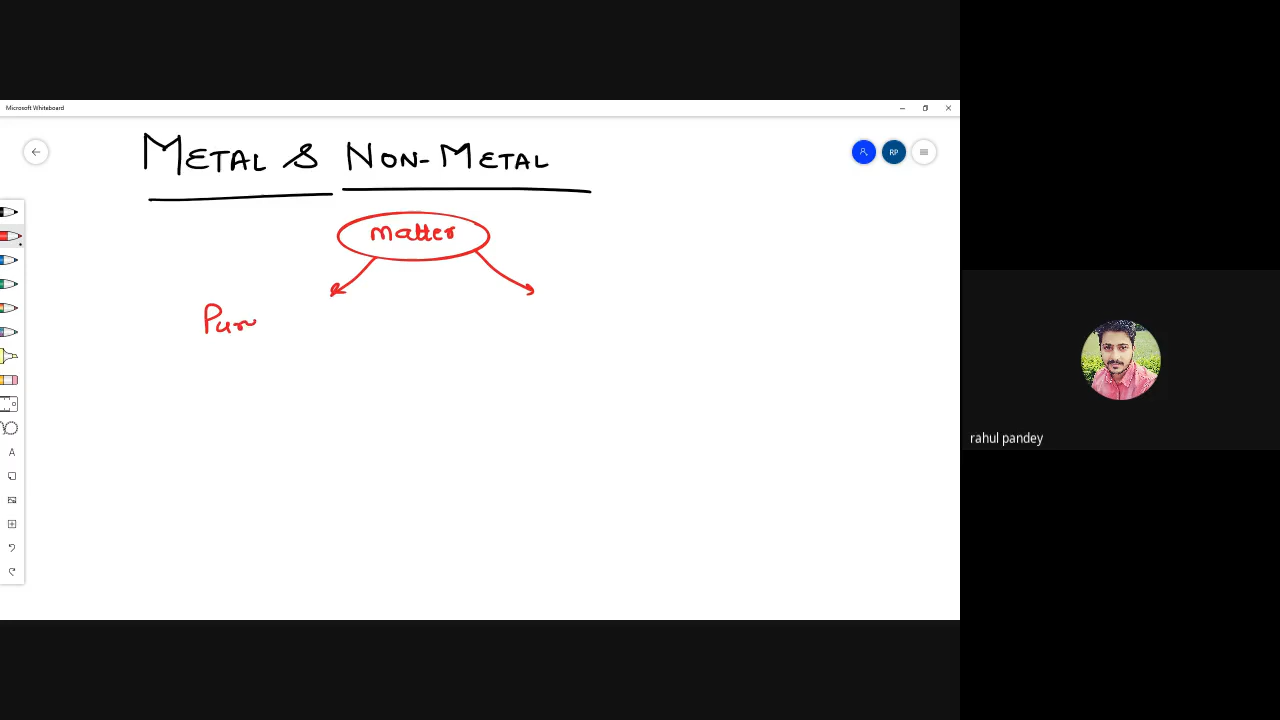 Microsoft Whiteboard
METAL & NON-METAL
RP
matter
Pur
A
rahul pandey